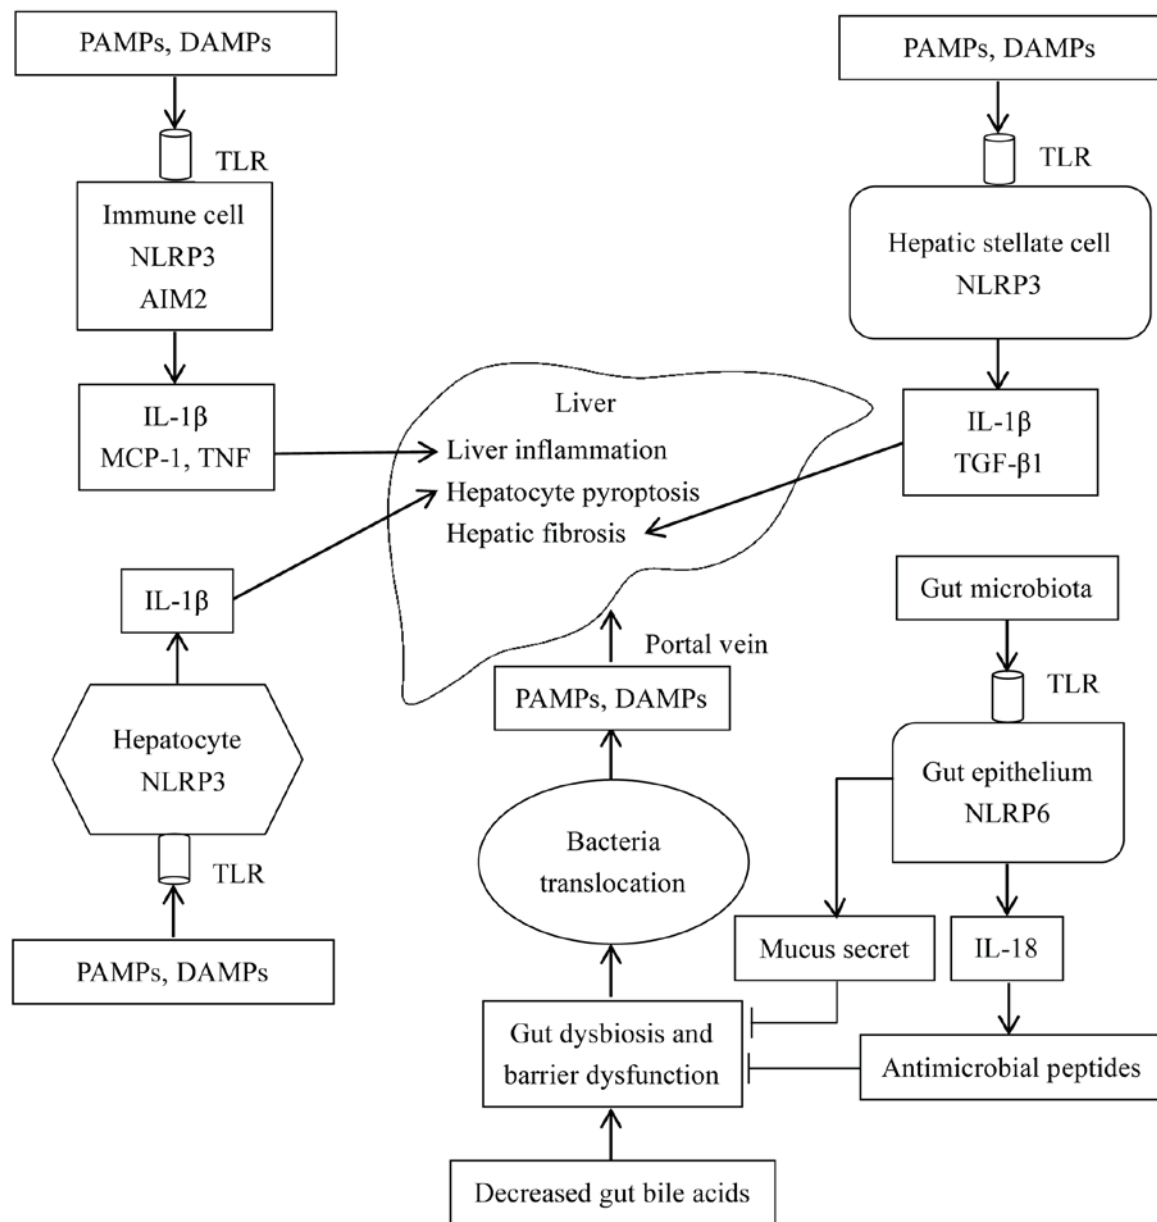 PAMPs, DAMPs
TLR
Immune cell
NLRP3
AIM2
IL-1β
MCP-1, TNF
IL-1β
Hepatocyte
NLRP3
TLR
PAMPs, DAMPs
Liver
Liver inflammation
Hepatocyte pyroptosis
Hepatic fibrosis
Portal vein
PAMPs, DAMPs
Bacteria
translocation
Gut dysbiosis and
barrier dysfunction
Decreased gut bile acids
PAMPs, DAMPs
TLR
Hepatic stellate cell
NLRP3
IL-1β
TGF-β1
Gut microbiota
TLR
Gut epithelium
NLRP6
Mucus secret
IL-18
Antimicrobial peptides